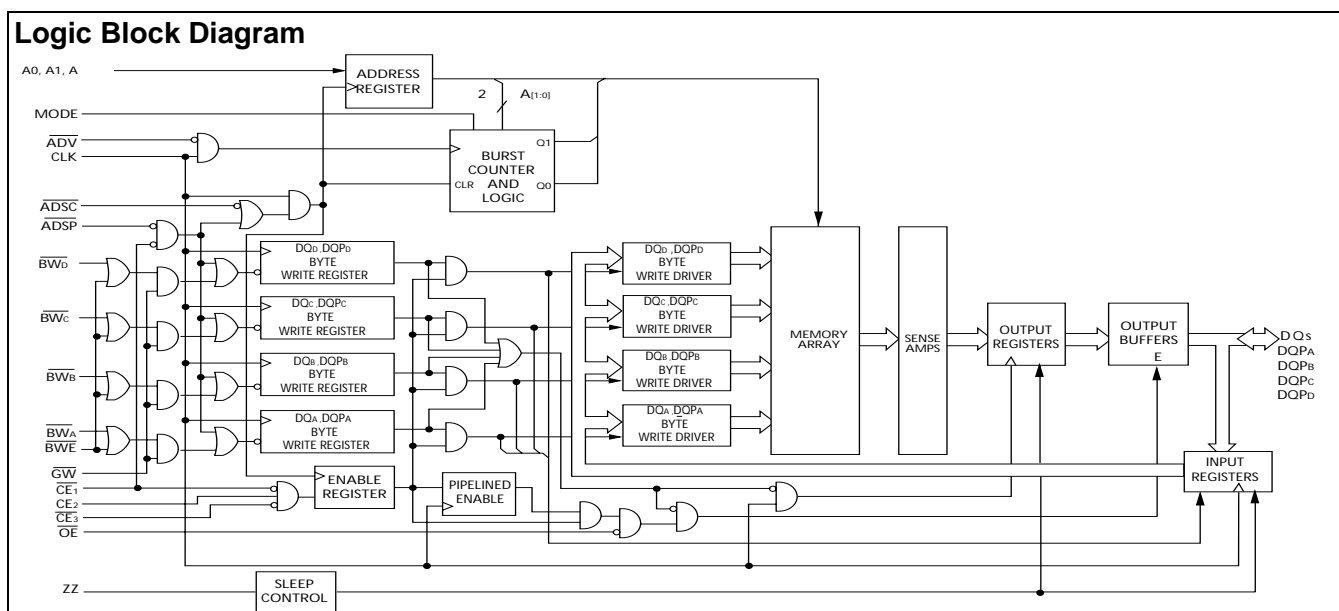 Logic Block Diagram
A0, A1, A
MODE
ADV
CLK
ADSC
ADSP
BWD
BWC
BWB
BWA
BWE
GW
CE1
CE2
CE3
OE
ZZ
ADDRESS
REGISTER
2 A[1:0]
BURST
COUNTER
AND
LOGIC
CLR
Q1
Q0
DQD ,DQPD
BYTE
WRITE REGISTER
DQC ,DQPC
BYTE
WRITE REGISTER
DQB ,DQPB
BYTE
WRITE REGISTER
DQA ,DQPA
BYTE
WRITE REGISTER
ENABLE
REGISTER
PIPELINED
ENABLE
SLEEP
CONTROL
DQD ,DQPD
BYTE
WRITE DRIVER
DQC ,DQPC
BYTE
WRITE DRIVER
DQB ,DQPB
BYTE
WRITE DRIVER
DQA ,DQPA
BYTE
WRITE DRIVER
MEMORY
ARRAY
SENSE
AMPS
OUTPUT
REGISTERS
OUTPUT
BUFFERS
E
DQs
DQPA
DQPB
DQPC
DQPD
INPUT
REGISTERS